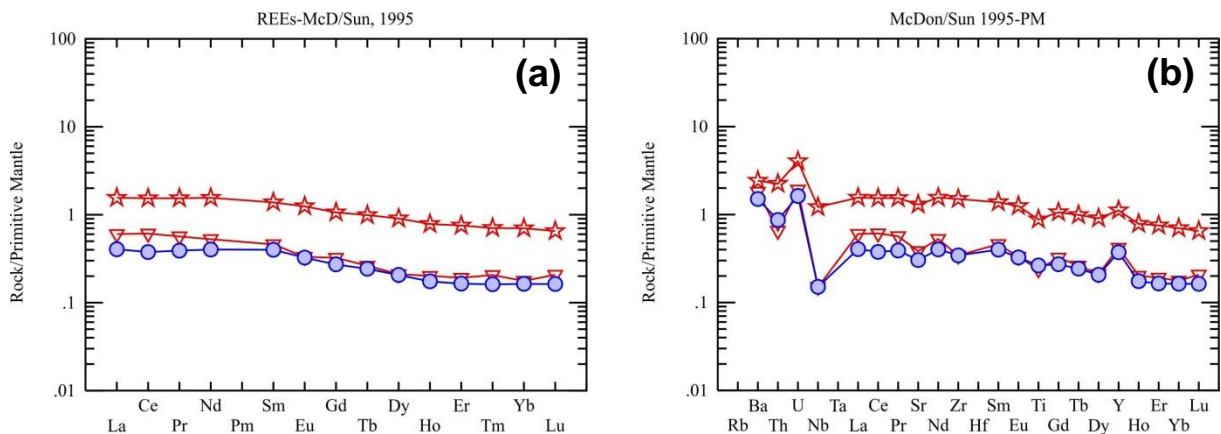 REEs-McD/Sun, 1995
(a)
Rock/Primitive Mantle
100
10
1
.1
.01
Ce Nd Sm Gd Dy Er Yb
La Pr Pm Eu Tb Ho Tm Lu
McDon/Sun 1995-PM
(b)
Rock/Primitive Mantle
100
10
1
.1
.01
Ba U Ta Ce Sr Zr Sm Ti Tb Y Er Lu
Rb Th Nb La Pr Nd Hf Eu Gd Dy Ho Yb